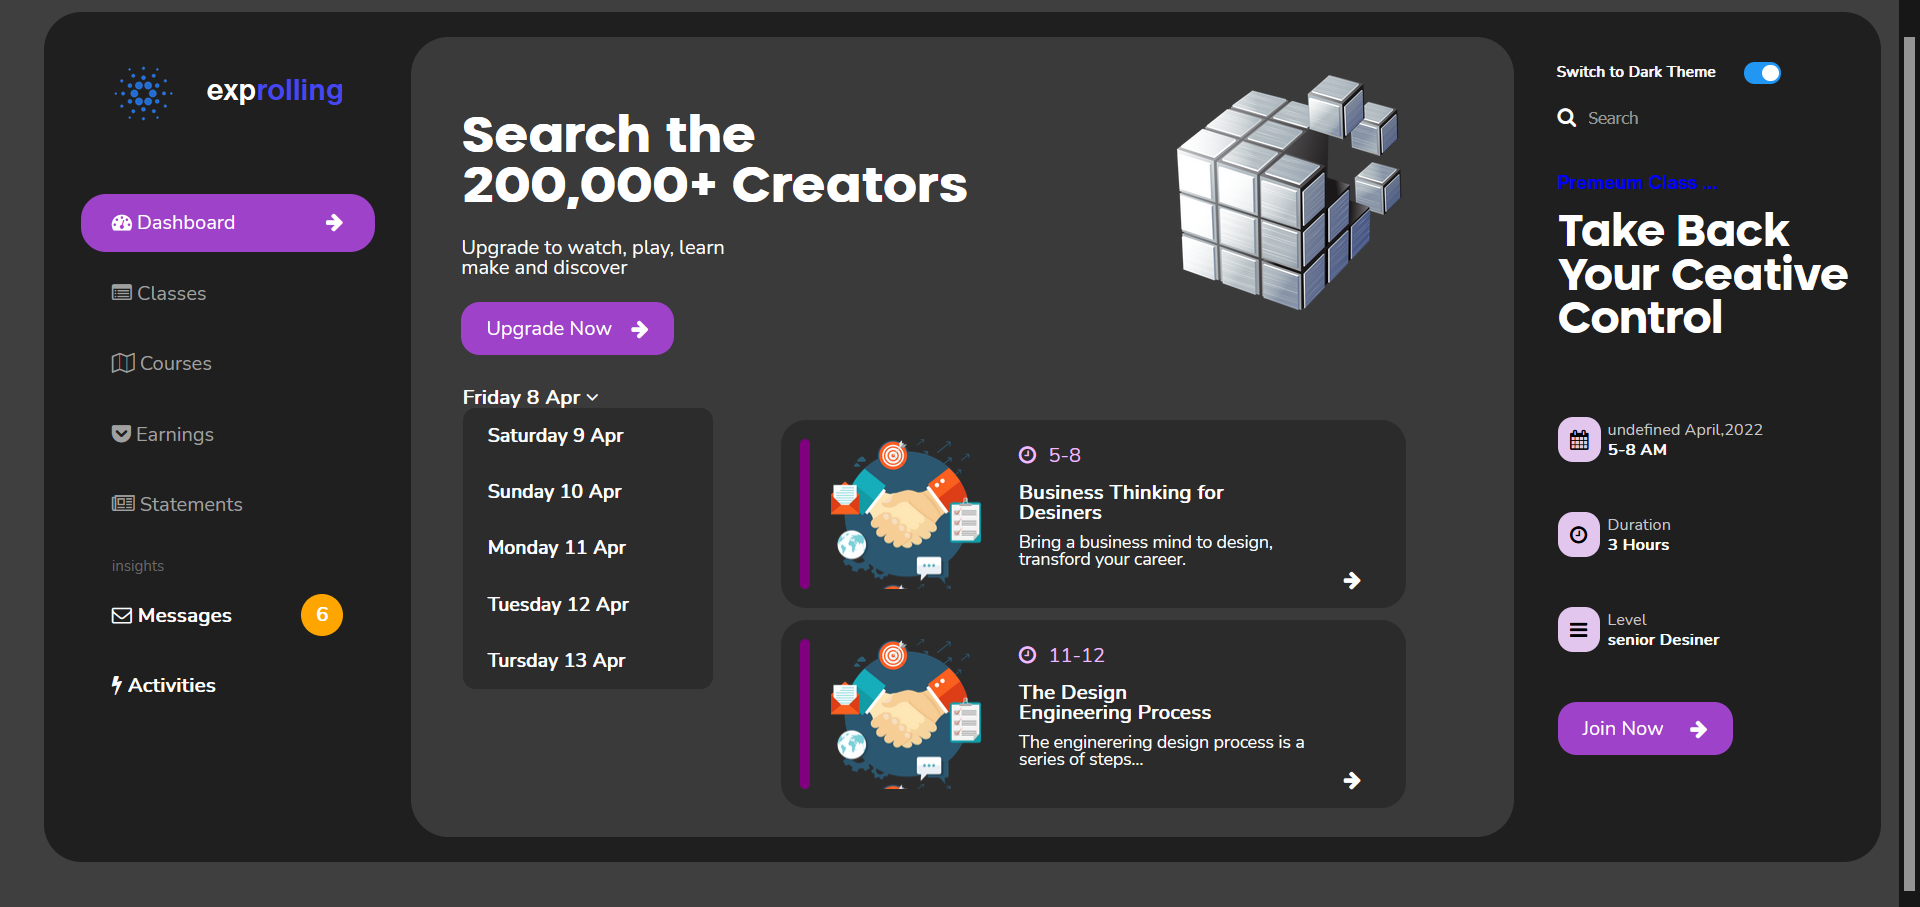 exprolling
Dashboard
Classes
Courses
Earnings
Statements
insights
Messages
6
Activities
Search the
200,000+ Creators
Upgrade to watch, play, learn
make and discover
Upgrade Now
Friday 8 Apr
Saturday 9 Apr
Sunday 10 Apr
Monday 11 Apr
Tuesday 12 Apr
Tursday 13 Apr
5-8
Business Thinking for
Desiners
Bring a business mind to design,
transford your career.
11-12
The Design
Engineering Process
The enginerering design process is a
series of steps...
Switch to Dark Theme
Search
Premeum Class ...
Take Back
Your Ceative
Control
undefined April,2022
5-8 AM
Duration
3 Hours
Level
senior Desiner
Join Now